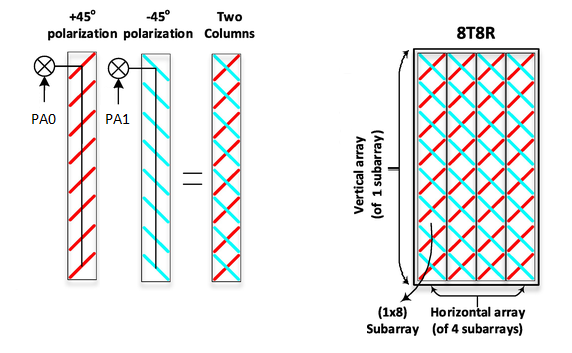 +45° polarization
-45° polarization
Two Columns
PA0
PA1
8T8R
Vertical array
(of 1 subarray)
(1x8)
Subarray
Horizontal array
(of 4 subarrays)